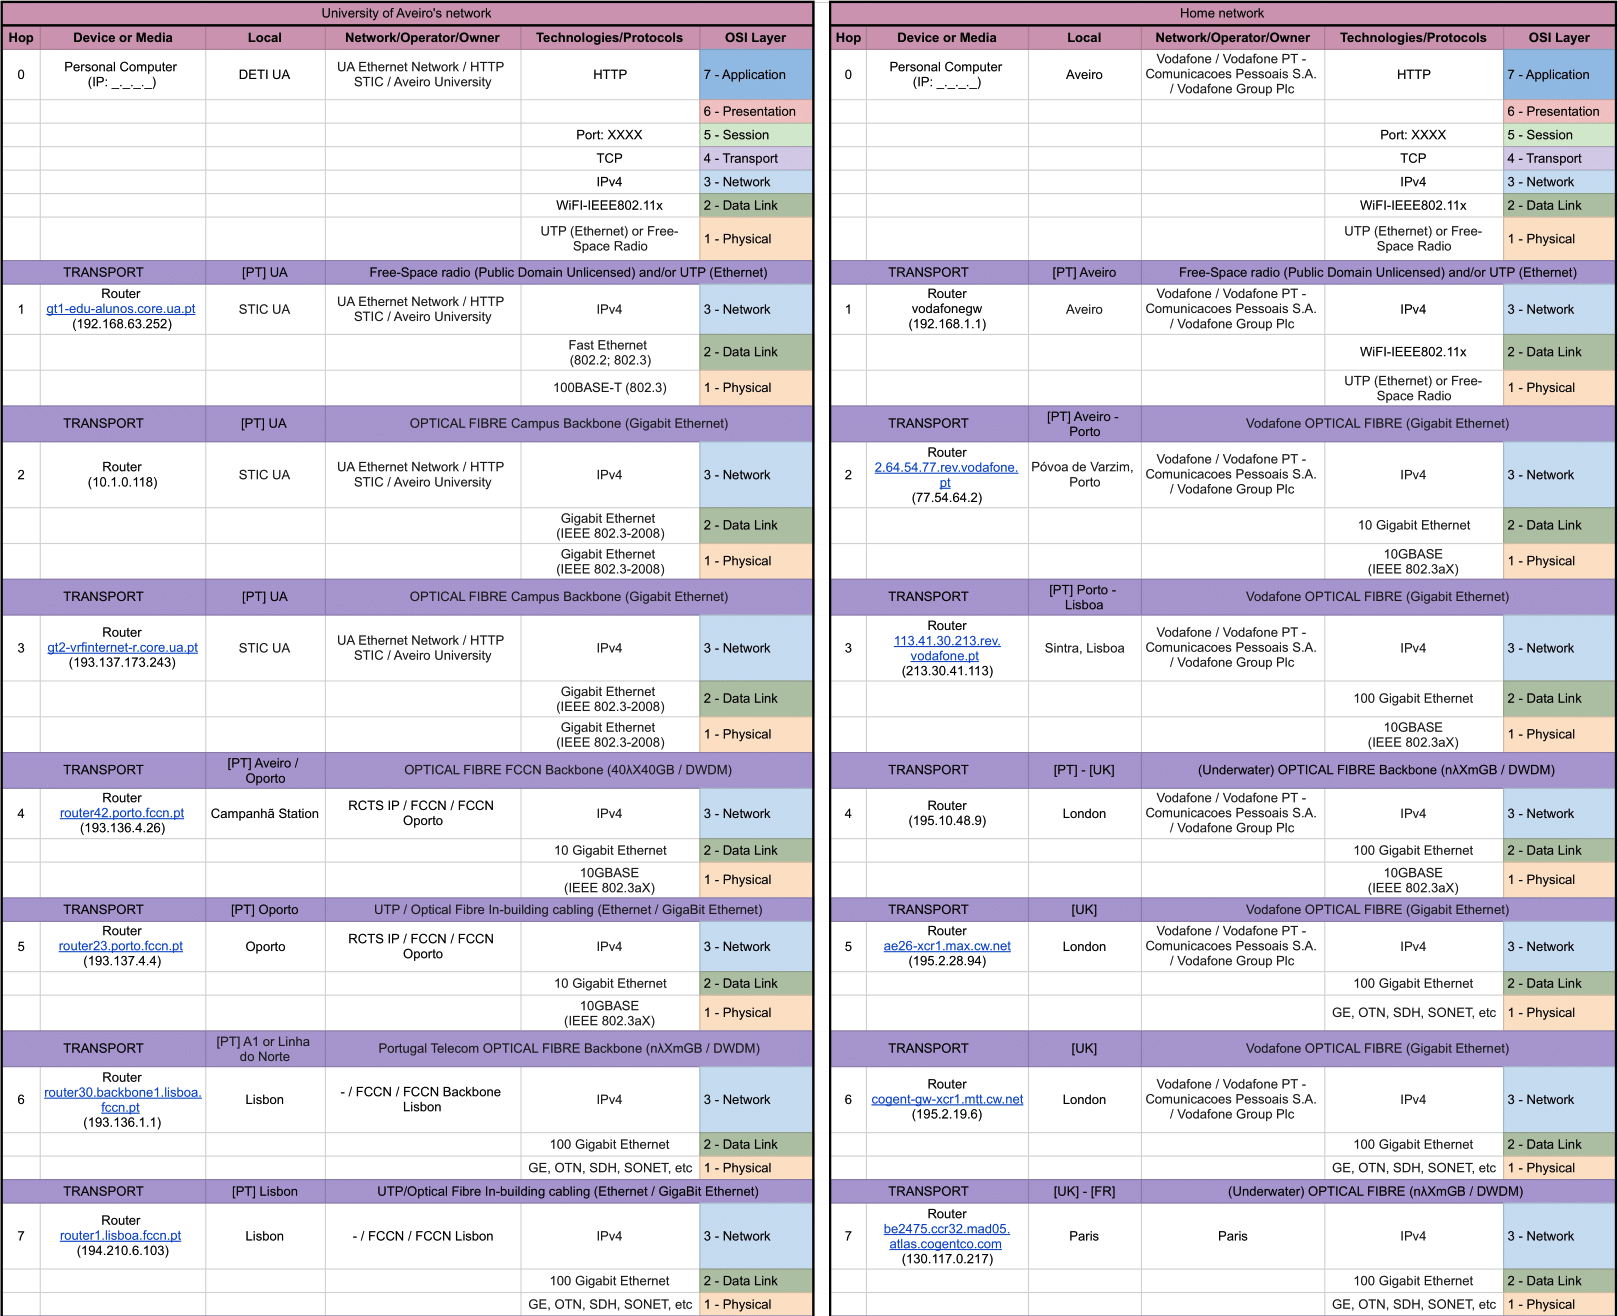 University of Aveiro's network
Hop Device or Media Local Network/Operator/Owner Technologies/Protocols OSI Layer
0 Personal Computer (IP: _._._._) DETI UA UA Ethernet Network / HTTP STIC / Aveiro University HTTP 7 - Application
6 - Presentation
Port: XXXX 5 - Session
TCP 4 - Transport
IPv4 3 - Network
WiFI-IEEE802.11x 2 - Data Link
UTP (Ethernet) or Free-Space Radio 1 - Physical
TRANSPORT [PT] UA Free-Space radio (Public Domain Unlicensed) and/or UTP (Ethernet)
1 Router gt1-edu-alunos.core.ua.pt (192.168.63.252) STIC UA UA Ethernet Network / HTTP STIC / Aveiro University IPv4 3 - Network
Fast Ethernet (802.2; 802.3) 2 - Data Link
100BASE-T (802.3) 1 - Physical
TRANSPORT [PT] UA OPTICAL FIBRE Campus Backbone (Gigabit Ethernet)
2 Router (10.1.0.118) STIC UA UA Ethernet Network / HTTP STIC / Aveiro University IPv4 3 - Network
Gigabit Ethernet (IEEE 802.3-2008) 2 - Data Link
Gigabit Ethernet (IEEE 802.3-2008) 1 - Physical
TRANSPORT [PT] UA OPTICAL FIBRE Campus Backbone (Gigabit Ethernet)
3 Router gt2-vrfinternet-r.core.ua.pt (193.137.173.243) STIC UA UA Ethernet Network / HTTP STIC / Aveiro University IPv4 3 - Network
Gigabit Ethernet (IEEE 802.3-2008) 2 - Data Link
Gigabit Ethernet (IEEE 802.3-2008) 1 - Physical
TRANSPORT [PT] Aveiro / Oporto OPTICAL FIBRE FCCN Backbone (40λX40GB / DWDM)
4 Router router42.porto.fccn.pt (193.136.4.26) Campanhã Station RCTS IP / FCCN / FCCN Oporto IPv4 3 - Network
10 Gigabit Ethernet 2 - Data Link
10GBASE (IEEE 802.3aX) 1 - Physical
TRANSPORT [PT] Oporto UTP / Optical Fibre In-building cabling (Ethernet / GigaBit Ethernet)
5 Router router23.porto.fccn.pt (193.137.4.4) Oporto RCTS IP / FCCN / FCCN Oporto IPv4 3 - Network
10 Gigabit Ethernet 2 - Data Link
10GBASE (IEEE 802.3aX) 1 - Physical
TRANSPORT [PT] A1 or Linha do Norte Portugal Telecom OPTICAL FIBRE Backbone (nλXmGB / DWDM)
6 Router router30.backbone1.lisboa.fccn.pt (193.136.1.1) Lisbon - / FCCN / FCCN Backbone Lisbon IPv4 3 - Network
100 Gigabit Ethernet 2 - Data Link
GE, OTN, SDH, SONET, etc 1 - Physical
TRANSPORT [PT] Lisbon UTP/Optical Fibre In-building cabling (Ethernet / GigaBit Ethernet)
7 Router router1.lisboa.fccn.pt (194.210.6.103) Lisbon - / FCCN / FCCN Lisbon IPv4 3 - Network
100 Gigabit Ethernet 2 - Data Link
GE, OTN, SDH, SONET, etc 1 - Physical
Home network
Hop Device or Media Local Network/Operator/Owner Technologies/Protocols OSI Layer
0 Personal Computer (IP: _._._._) Aveiro Vodafone / Vodafone PT - Comunicacoes Pessoais S.A. / Vodafone Group Plc HTTP 7 - Application
6 - Presentation
Port: XXXX 5 - Session
TCP 4 - Transport
IPv4 3 - Network
WiFI-IEEE802.11x 2 - Data Link
UTP (Ethernet) or Free-Space Radio 1 - Physical
TRANSPORT [PT] Aveiro Free-Space radio (Public Domain Unlicensed) and/or UTP (Ethernet)
1 Router vodafonegw (192.168.1.1) Aveiro Vodafone / Vodafone PT - Comunicacoes Pessoais S.A. / Vodafone Group Plc IPv4 3 - Network
WiFI-IEEE802.11x 2 - Data Link
UTP (Ethernet) or Free-Space Radio 1 - Physical
TRANSPORT [PT] Aveiro - Porto Vodafone OPTICAL FIBRE (Gigabit Ethernet)
2 Router 2.64.54.77.rev.vodafone.pt (77.54.64.2) Póvoa de Varzim, Porto Vodafone / Vodafone PT - Comunicacoes Pessoais S.A. / Vodafone Group Plc IPv4 3 - Network
10 Gigabit Ethernet 2 - Data Link
10GBASE (IEEE 802.3aX) 1 - Physical
TRANSPORT [PT] Porto - Lisboa Vodafone OPTICAL FIBRE (Gigabit Ethernet)
3 Router 113.41.30.213.rev.vodafone.pt (213.30.41.113) Sintra, Lisboa Vodafone / Vodafone PT - Comunicacoes Pessoais S.A. / Vodafone Group Plc IPv4 3 - Network
100 Gigabit Ethernet 2 - Data Link
10GBASE (IEEE 802.3aX) 1 - Physical
TRANSPORT [PT] - [UK] (Underwater) OPTICAL FIBRE Backbone (nλXmGB / DWDM)
4 Router (195.10.48.9) London Vodafone / Vodafone PT - Comunicacoes Pessoais S.A. / Vodafone Group Plc IPv4 3 - Network
100 Gigabit Ethernet 2 - Data Link
10GBASE (IEEE 802.3aX) 1 - Physical
TRANSPORT [UK] Vodafone OPTICAL FIBRE (Gigabit Ethernet)
5 Router ae26-xcr1.max.cw.net (195.2.28.94) London Vodafone / Vodafone PT - Comunicacoes Pessoais S.A. / Vodafone Group Plc IPv4 3 - Network
100 Gigabit Ethernet 2 - Data Link
GE, OTN, SDH, SONET, etc 1 - Physical
TRANSPORT [UK] Vodafone OPTICAL FIBRE (Gigabit Ethernet)
6 Router cogent-gw-xcr1.mtt.cw.net (195.2.19.6) London Vodafone / Vodafone PT - Comunicacoes Pessoais S.A. / Vodafone Group Plc IPv4 3 - Network
100 Gigabit Ethernet 2 - Data Link
GE, OTN, SDH, SONET, etc 1 - Physical
TRANSPORT [UK] - [FR] (Underwater) OPTICAL FIBRE (nλXmGB / DWDM)
7 Router be2475.ccr32.mad05.atlas.cogentco.com (130.117.0.217) Paris Paris IPv4 3 - Network
100 Gigabit Ethernet 2 - Data Link
GE, OTN, SDH, SONET, etc 1 - Physical